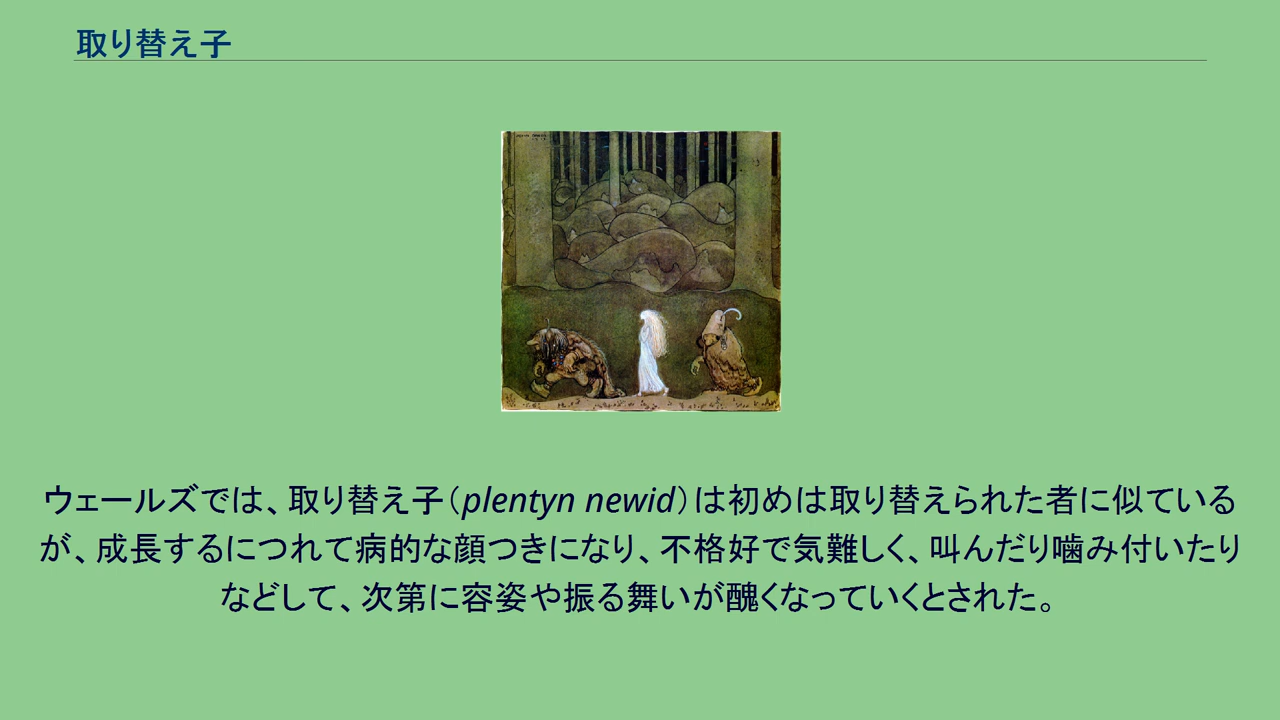 取り替え子
ウェールズでは、取り替え子（plentyn newid）は初めは取り替えられた者に似ている
が、成長するにつれて病的な顔つきになり、不格好で気難しく、叫んだり噛み付いたり
などして、次第に容姿や振る舞いが醜くなっていくとされた。